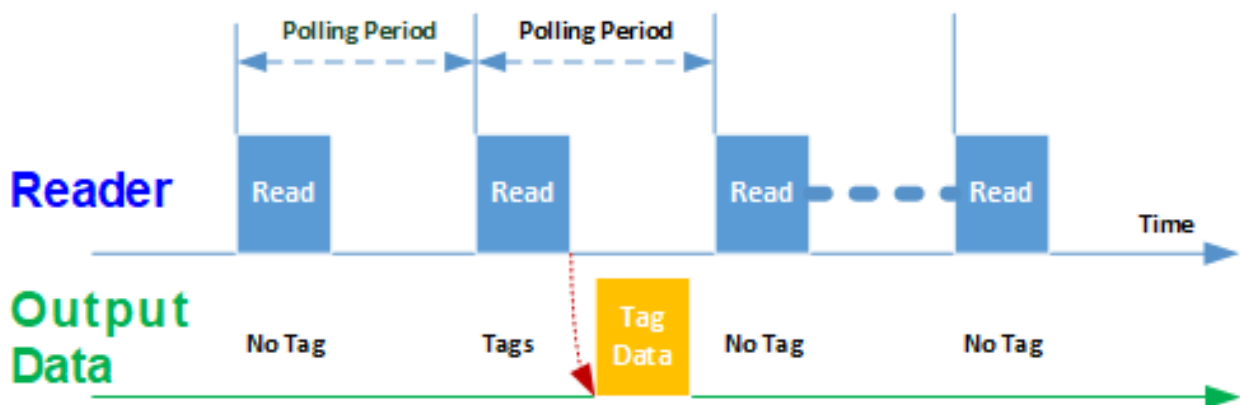 Polling Period Polling Period
Reader Read Read Read Read
Time
Output
Data
No Tag Tags Tag
Data No Tag No Tag